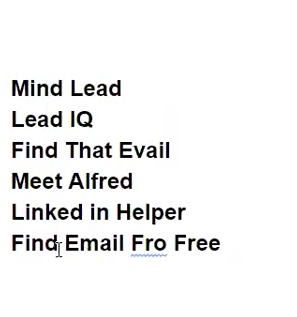 Mind Lead
Lead IQ
Find That Evail
Meet Alfred
Linked in Helper
Find Email Fro Free